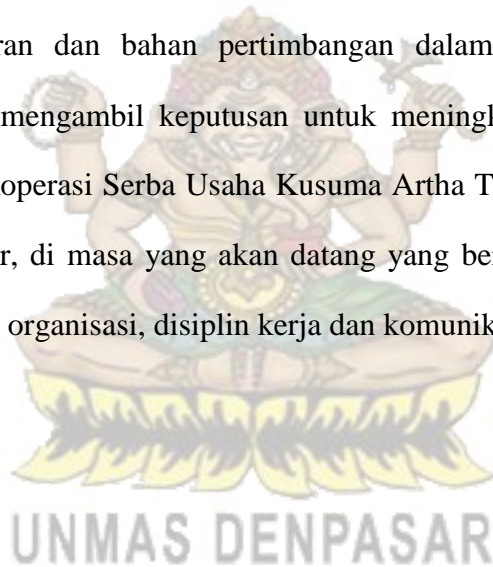 ran dan bahan pertimbangan dalam
mengambil keputusan untuk meningk
operasi Serba Usaha Kusuma Artha T
r, di masa yang akan datang yang ber
organisasi, disiplin kerja dan komunik
UNMAS DENPASAR